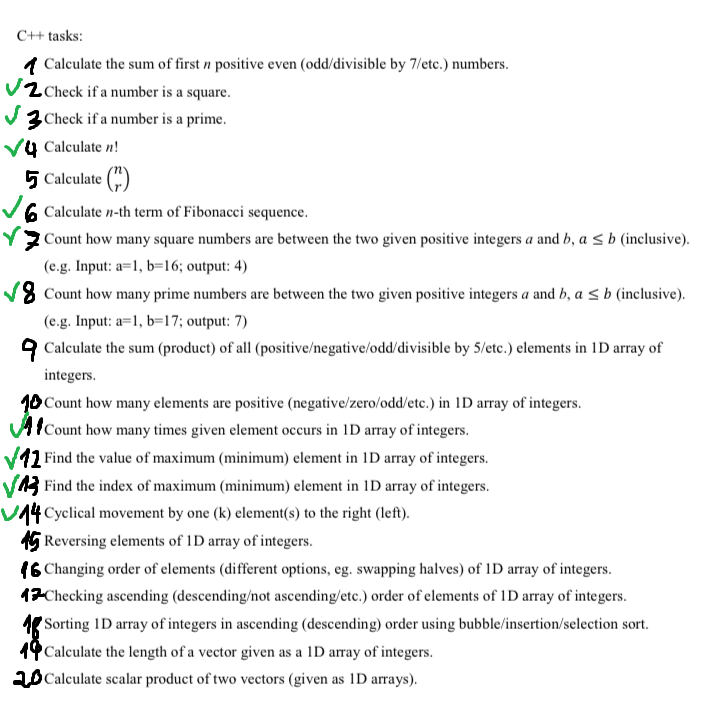 C++ tasks:
1 Calculate the sum of first n positive even (odd/divisible by 7/etc.) numbers.
✓ 2 Check if a number is a square.
✓ 3 Check if a number is a prime.
✓ 4 Calculate n!
5 Calculate (n r)
✓ 6 Calculate n-th term of Fibonacci sequence.
✓ 7 Count how many square numbers are between the two given positive integers a and b, a ≤ b (inclusive).
(e.g. Input: a=1, b=16; output: 4)
✓ 8 Count how many prime numbers are between the two given positive integers a and b, a ≤ b (inclusive).
(e.g. Input: a=1, b=17; output: 7)
9 Calculate the sum (product) of all (positive/negative/odd/divisible by 5/etc.) elements in 1D array of
integers.
10 Count how many elements are positive (negative/zero/odd/etc.) in 1D array of integers.
✓ 11 Count how many times given element occurs in 1D array of integers.
✓ 12 Find the value of maximum (minimum) element in 1D array of integers.
✓ 13 Find the index of maximum (minimum) element in 1D array of integers.
✓ 14 Cyclical movement by one (k) element(s) to the right (left).
15 Reversing elements of 1D array of integers.
16 Changing order of elements (different options, eg. swapping halves) of 1D array of integers.
17 Checking ascending (descending/not ascending/etc.) order of elements of 1D array of integers.
18 Sorting 1D array of integers in ascending (descending) order using bubble/insertion/selection sort.
19 Calculate the length of a vector given as a 1D array of integers.
20 Calculate scalar product of two vectors (given as 1D arrays).